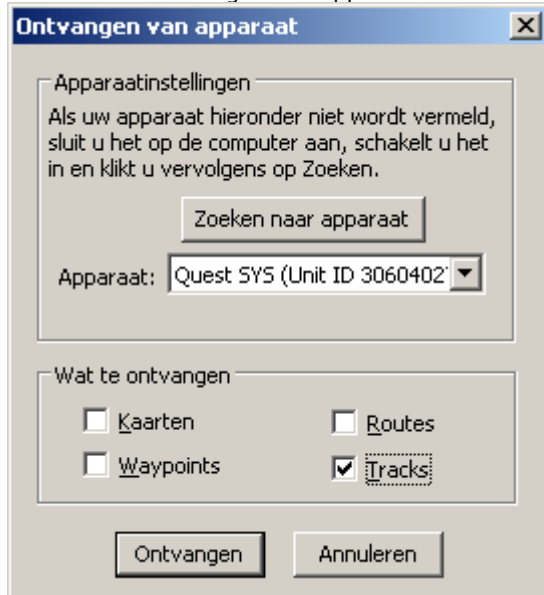 Ontvangen van apparaat
Apparaatinstellingen
Als uw apparaat hieronder niet wordt vermeld,
sluit u het op de computer aan, schakelt u het
in en klikt u vervolgens op Zoeken.
Zoeken naar apparaat
Apparaat: Quest SYS (Unit ID 3060402
Wat te ontvangen
Kaarten Routes
Waypoints Tracks
Ontvangen Annuleren